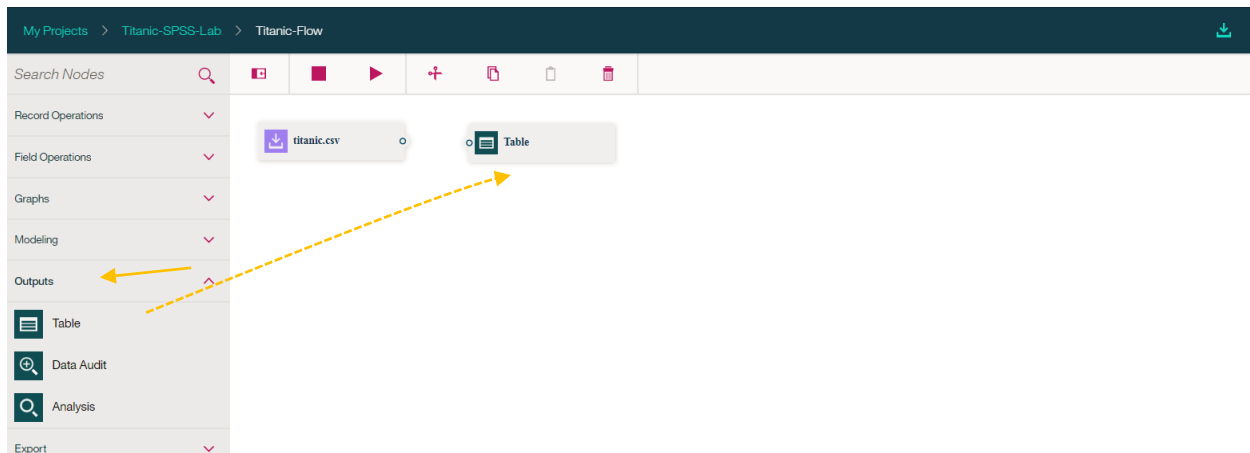 My Projects > Titanic-SPSS-Lab > Titanic-Flow
Search Nodes
Record Operations
Field Operations
Graphs
Modeling
Outputs
Table
Data Audit
Analysis
Export
titanic.csv
Table